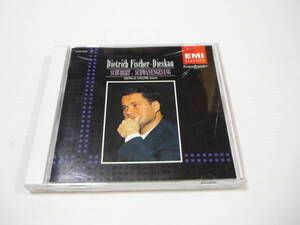 Dietrich Fischer-Dieskau
SCHUBERT : SCHWANENGESANG
GERALD MOORE
EMI
CLASSICS